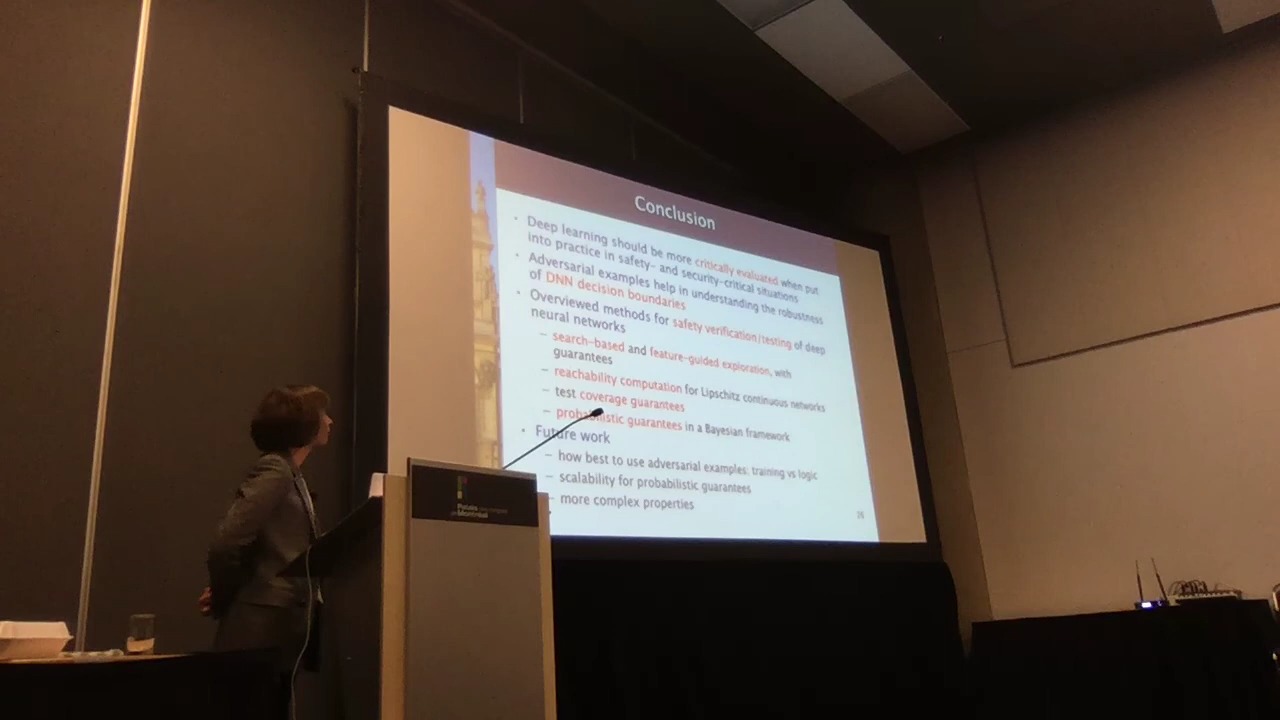 Conclusion
• Deep learning should be more critically evaluated when put
into practice in safety- and security-critical situations
• Adversarial examples help in understanding the robustness
of DNN decision boundaries
• Overviewed methods for safety verification/testing of deep
neural networks
– search-based and feature-guided exploration, with
guarantees
– reachability computation for Lipschitz continuous networks
– test coverage guarantees
– probabilistic guarantees in a Bayesian framework
• Future work
– how best to use adversarial examples: training vs logic
– scalability for probabilistic guarantees
– more complex properties
Palais
Montréal